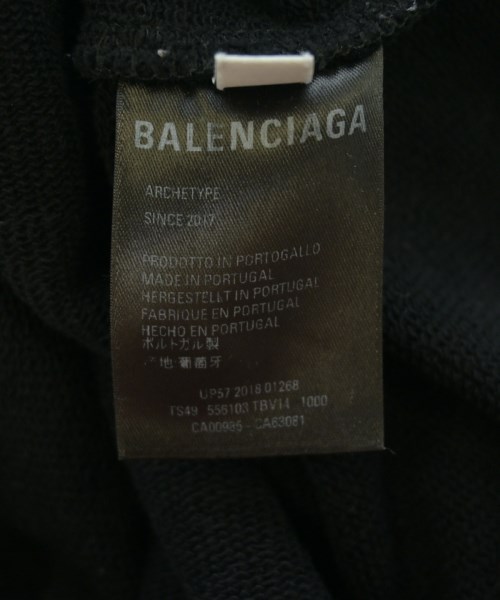 BALENCIAGA
ARCHETYPE
SINCE 2017
PRODOTTO IN PORTOGALLO
MADE IN PORTUGAL
HERGESTELLT IN PORTUGAL
FABRIQUE EN PORTUGAL
HECHO EN PORTUGAL
ポルトガル製
地:葡萄牙
UP57 2018 01268
TS49 556103 TBV14 1000
CA00985-CA63081